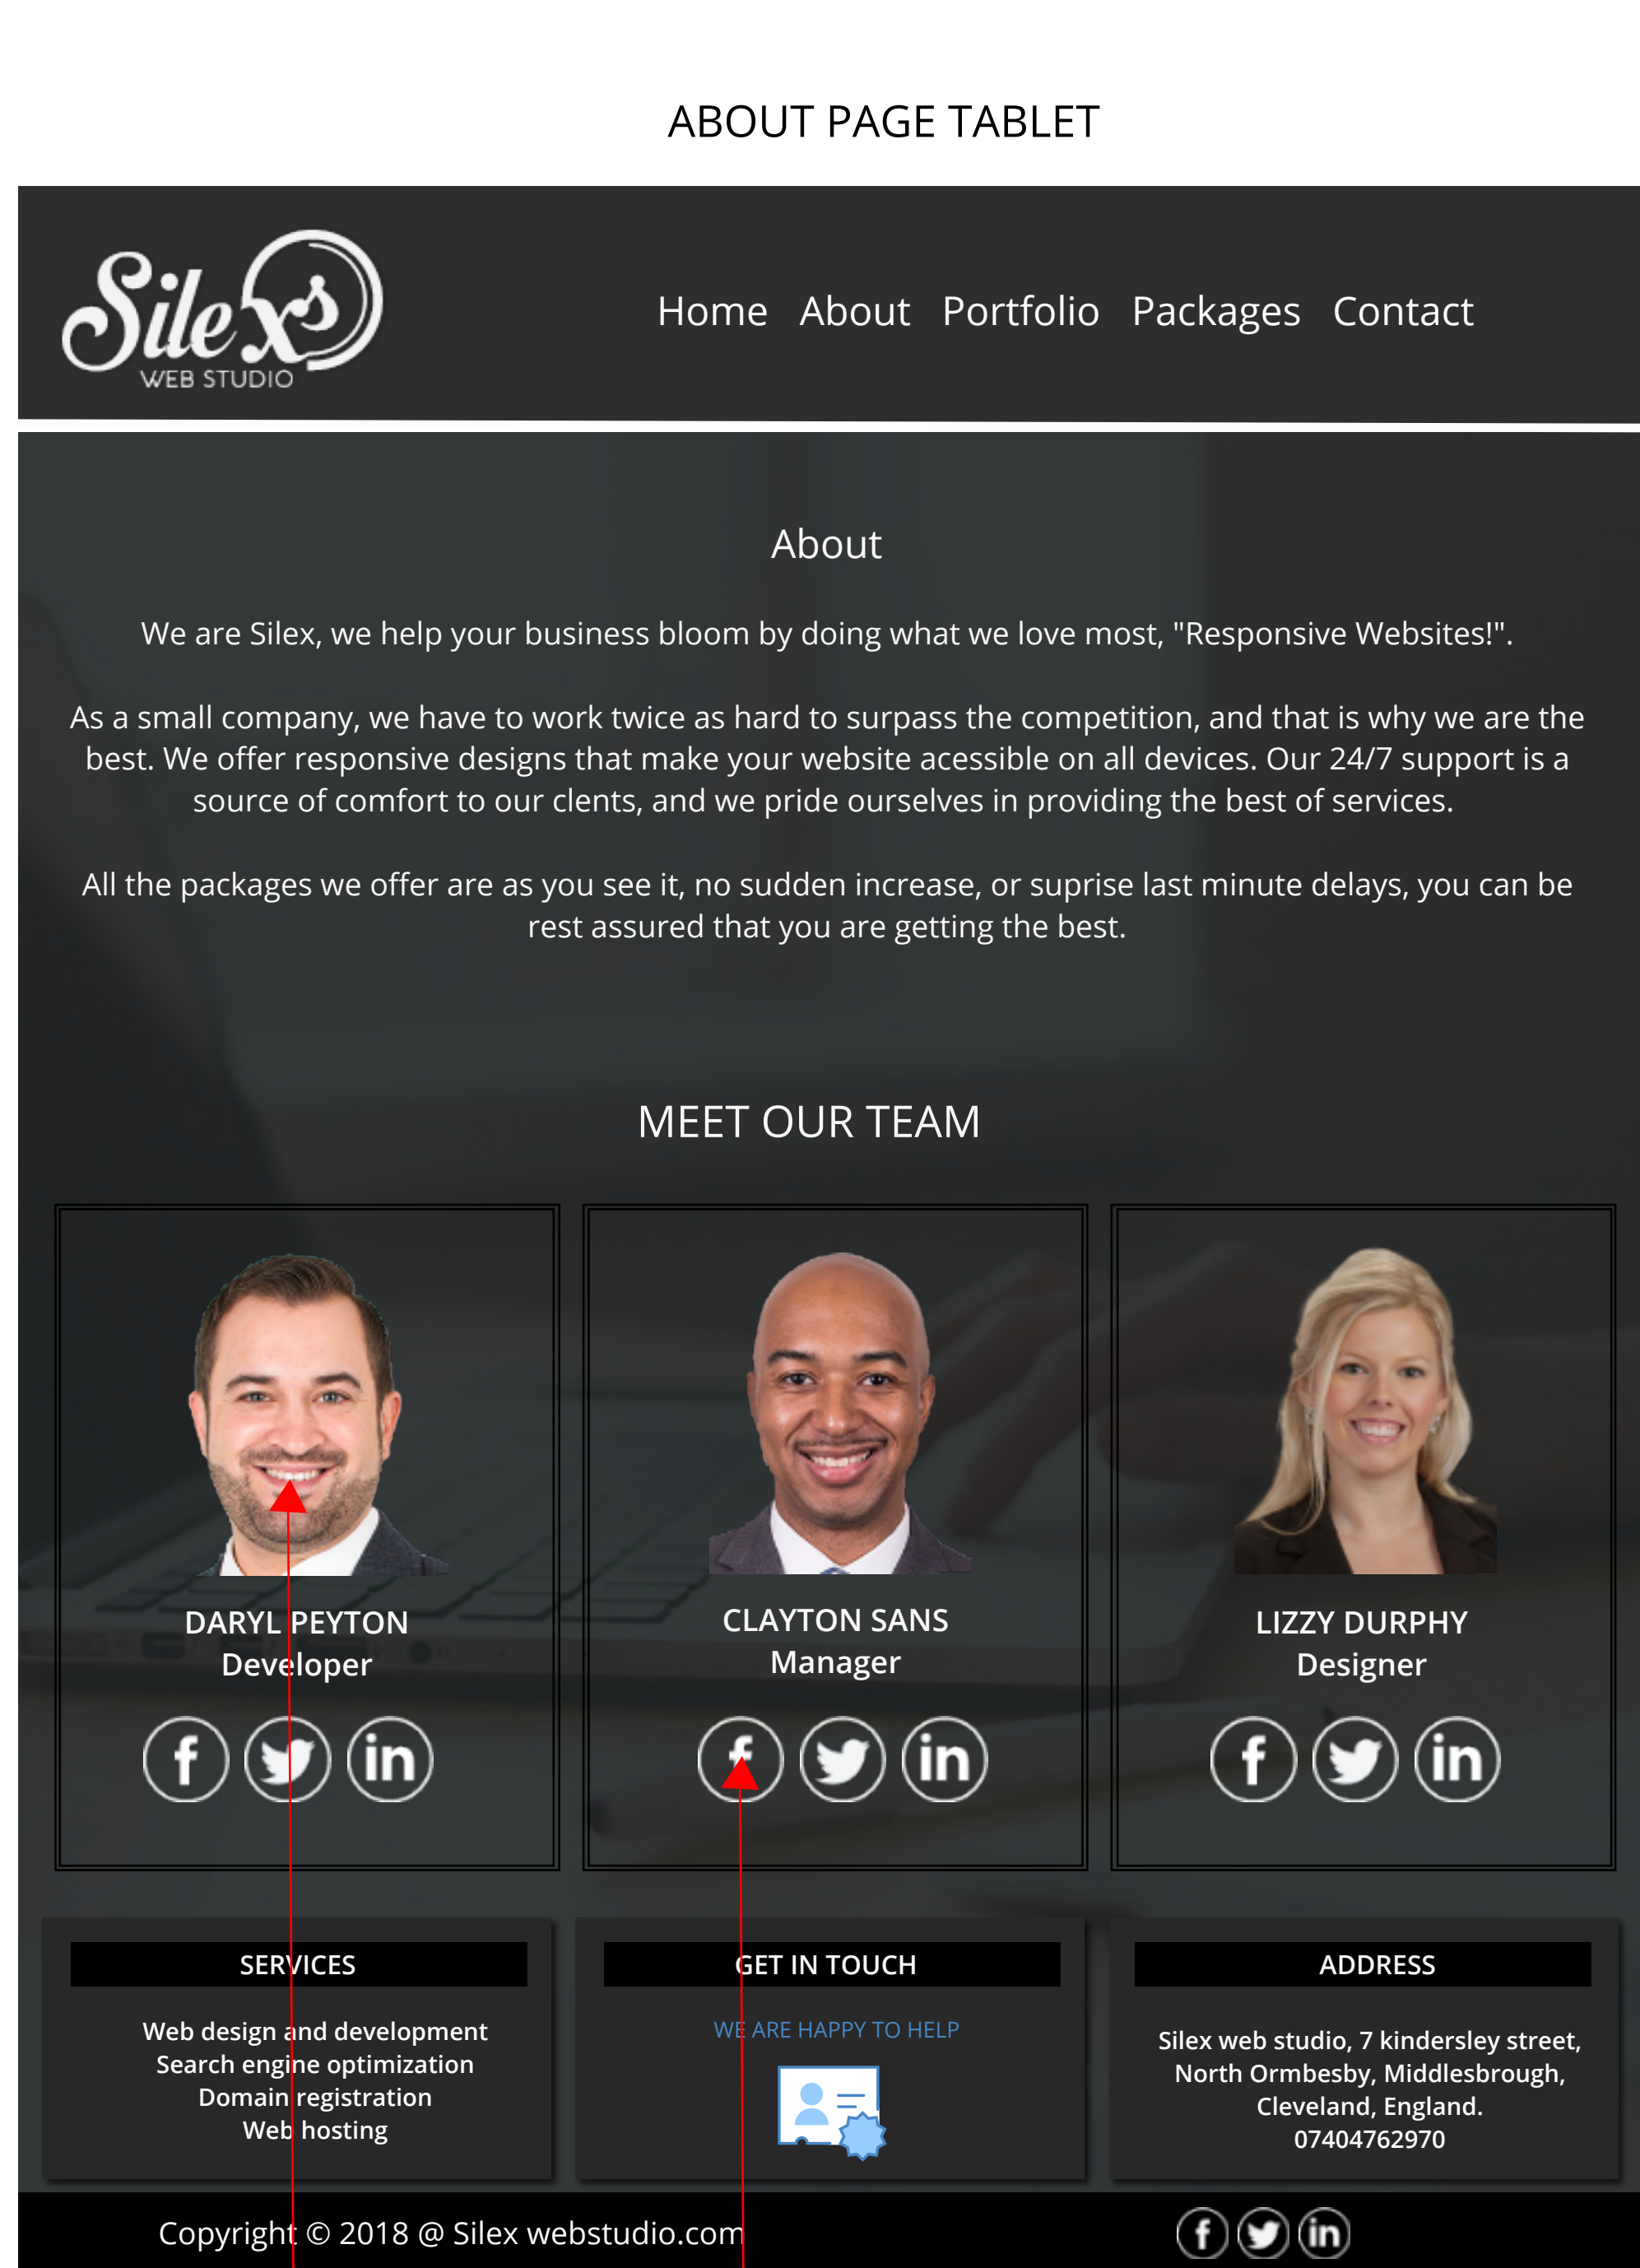 ABOUT PAGE TABLET
Silex
WEB STUDIO
Home About Portfolio Packages Contact
About
We are Silex, we help your business bloom by doing what we love most, "Responsive Websites!".
As a small company, we have to work twice as hard to surpass the competition, and that is why we are the
best. We offer responsive designs that make your website acessible on all devices. Our 24/7 support is a
source of comfort to our clents, and we pride ourselves in providing the best of services.
All the packages we offer are as you see it, no sudden increase, or suprise last minute delays, you can be
rest assured that you are getting the best.
MEET OUR TEAM
DARYL PEYTON
Developer
f in
CLAYTON SANS
Manager
f in
LIZZY DURPHY
Designer
f in
SERVICES
Web design and development
Search engine optimization
Domain registration
Web hosting
GET IN TOUCH
WE ARE HAPPY TO HELP
ADDRESS
Silex web studio, 7 kindersley street,
North Ormbesby, Middlesbrough,
Cleveland, England.
07404762970
Copyright © 2018 @ Silex webstudio.com
f in